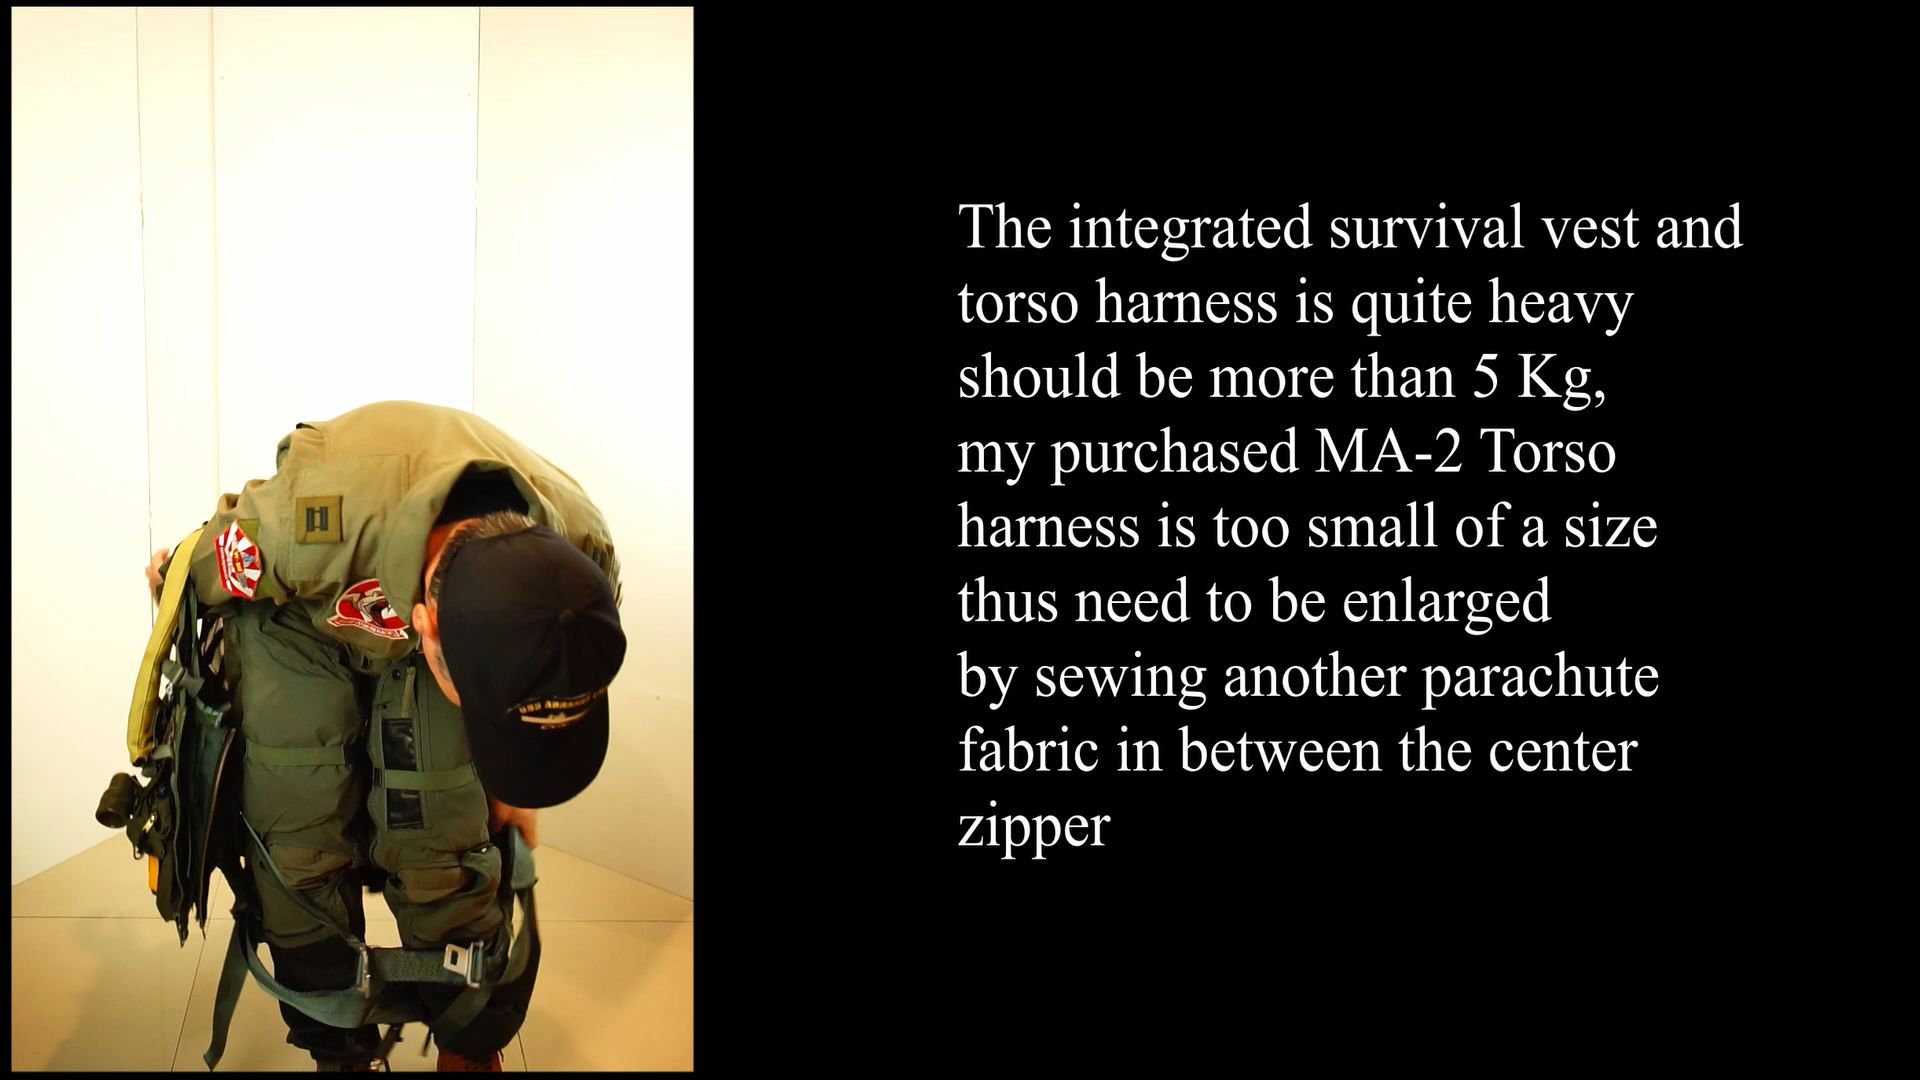 The integrated survival vest and
torso harness is quite heavy
should be more than 5 Kg,
my purchased MA-2 Torso
harness is too small of a size
thus need to be enlarged
by sewing another parachute
fabric in between the center
zipper